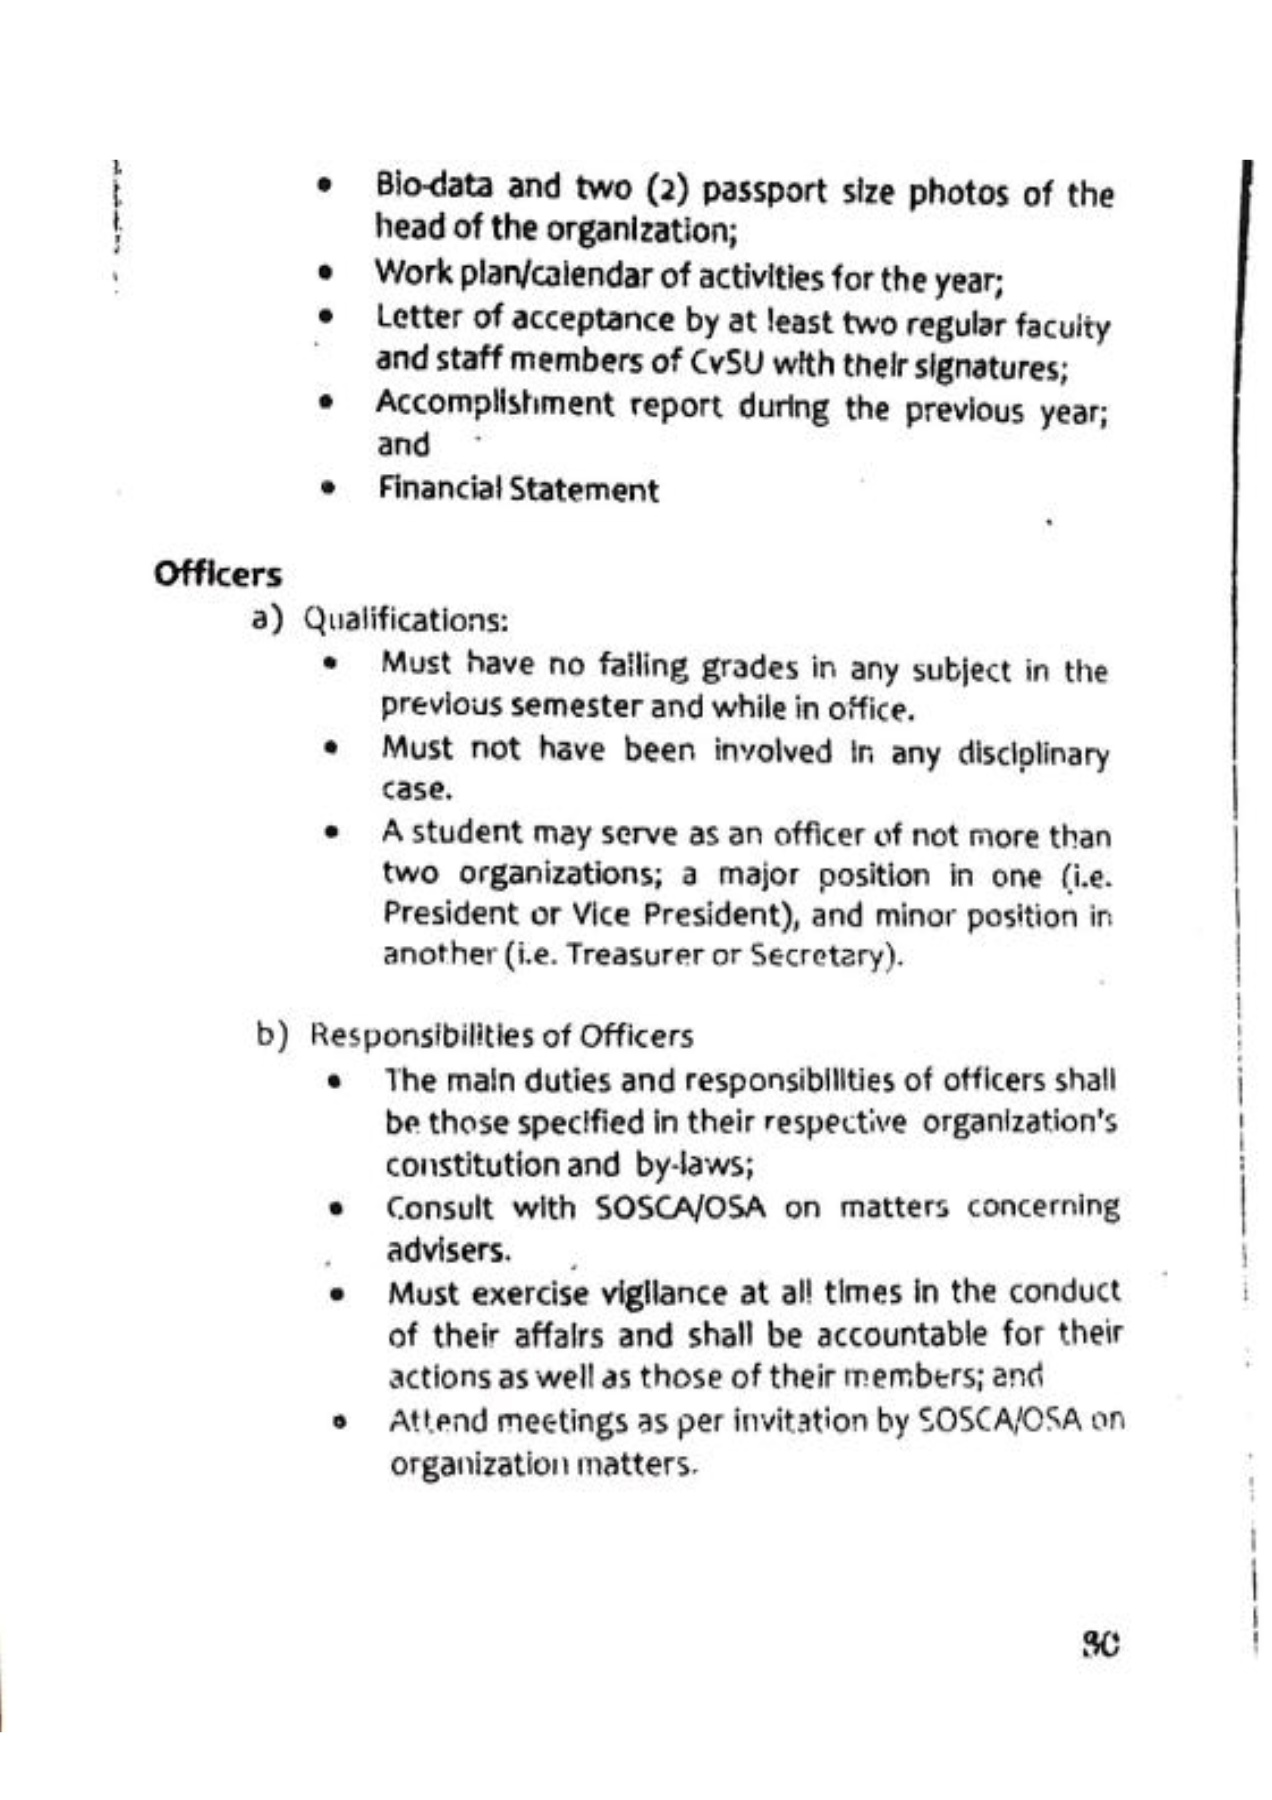 • Bio-data and two (2) passport size photos of the
head of the organization;
• Work plan/calendar of activities for the year;
• Letter of acceptance by at least two regular faculty
and staff members of CvSU with their signatures;
• Accomplishment report during the previous year;
and
• Financial Statement
Officers
a) Qualifications:
• Must have no failing grades in any subject in the
previous semester and while in office.
• Must not have been involved in any disciplinary
case.
• A student may serve as an officer of not more than
two organizations; a major position in one (i.e.
President or Vice President), and minor position in
another (i.e. Treasurer or Secretary).
b) Responsibilities of Officers
• The main duties and responsibilities of officers shall
be those specified in their respective organization's
constitution and by-laws;
• Consult with SOSCA/OSA on matters concerning
advisers.
• Must exercise vigilance at all times in the conduct
of their affairs and shall be accountable for their
actions as well as those of their members; and
• Attend meetings as per invitation by SOSCA/OSA on
organization matters.